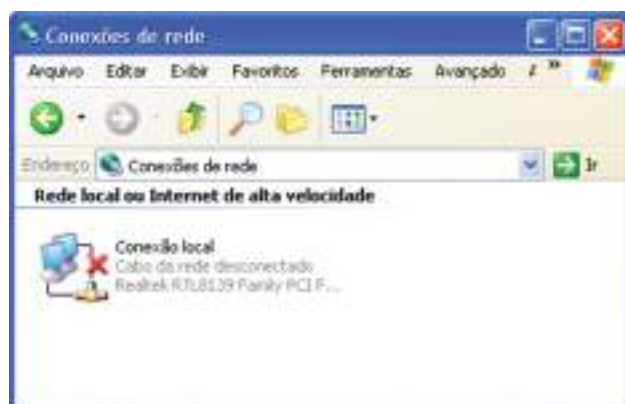 Conexões de rede
Arquivo Editar Exibir Favoritos Ferramentas Avançado
Endereço Conexões de rede Ir
Rede local ou Internet de alta velocidade
Conexão local
Cabo da rede desconectado
Realtek RTL8139 Family PCI F...